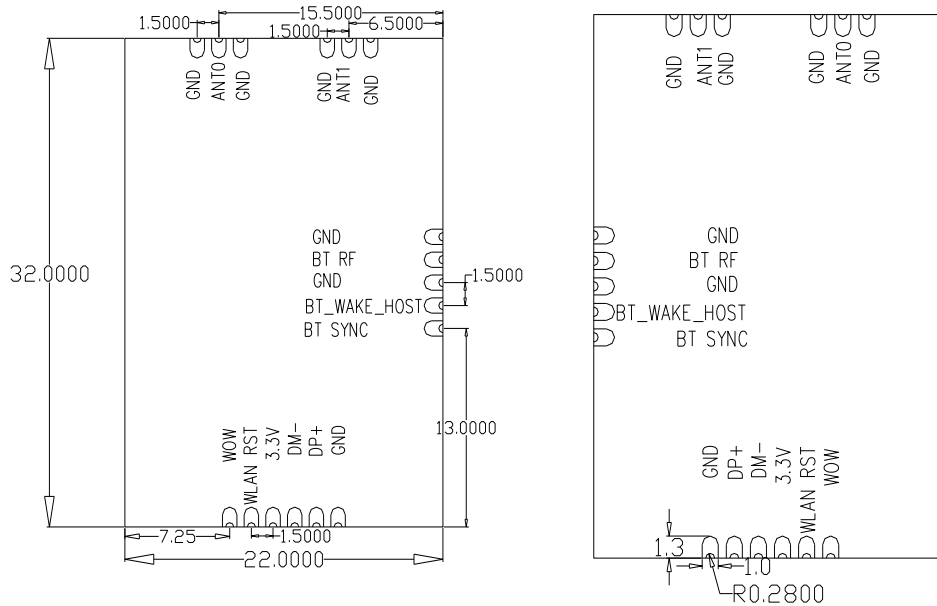 15.5000
1.5000
6.5000
1.5000
GND
ANT0
GND
GND
ANT1
GND
GND
ANT1
GND
GND
ANT0
GND
32.0000
GND
BT RF
GND
1.5000
BT_WAKE_HOST
BT SYNC
GND
BT RF
GND
BT_WAKE_HOST
BT SYNC
13.0000
WOW
WLAN RST
3.3V
DM-
DP+
GND
GND
DP+
DM-
3.3V
WLAN RST
WOW
7.25
1.5000
22.0000
1.3
1.0
R0.2800